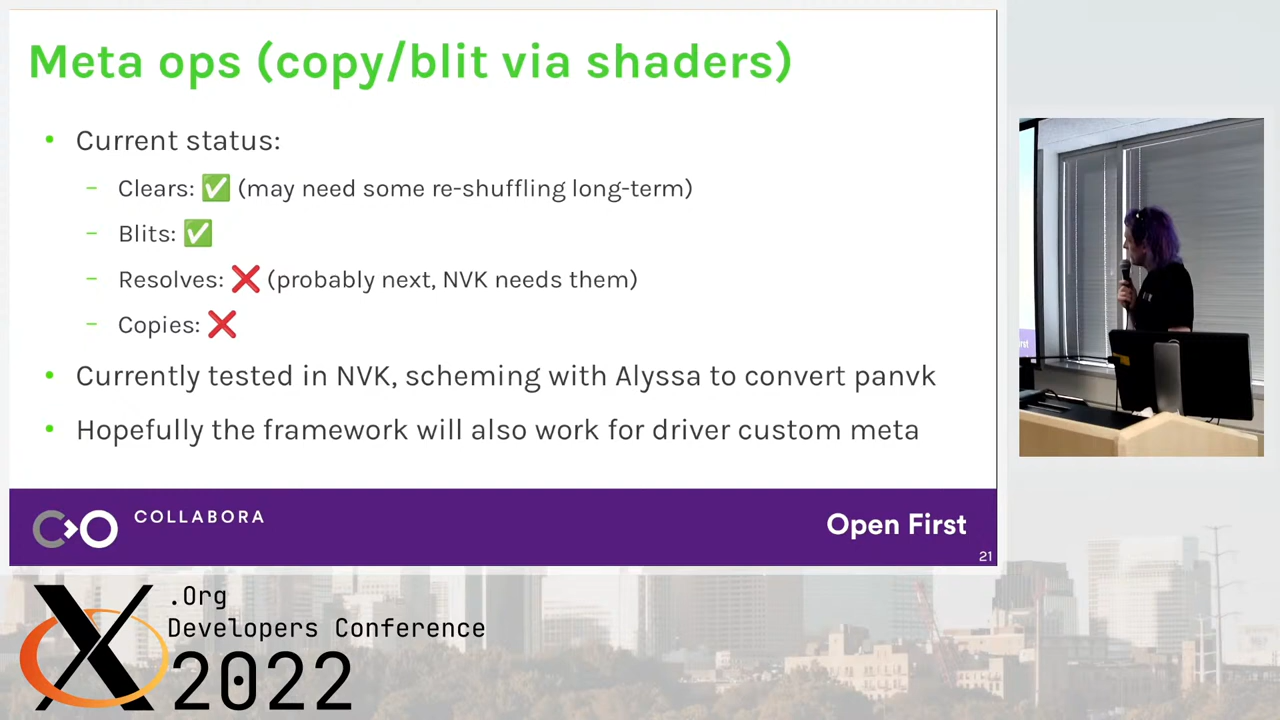 Meta ops (copy/blit via shaders)
• Current status:
– Clears: ✅ (may need some re-shuffling long-term)
– Blits: ✅
– Resolves: ❌ (probably next, NVK needs them)
– Copies: ❌
• Currently tested in NVK, scheming with Alyssa to convert panvk
• Hopefully the framework will also work for driver custom meta
COLLABORA
Open First
21
X.Org
Developers Conference
2022